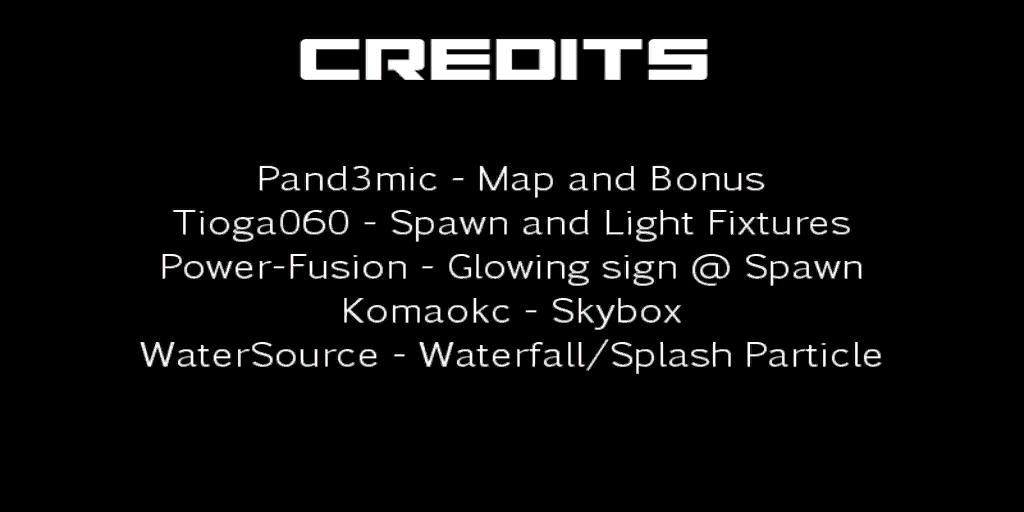 CREDITS
Pand3mic - Map and Bonus
Tioga060 - Spawn and Light Fixtures
Power-Fusion - Glowing sign @ Spawn
Komaokc - Skybox
WaterSource - Waterfall/Splash Particle